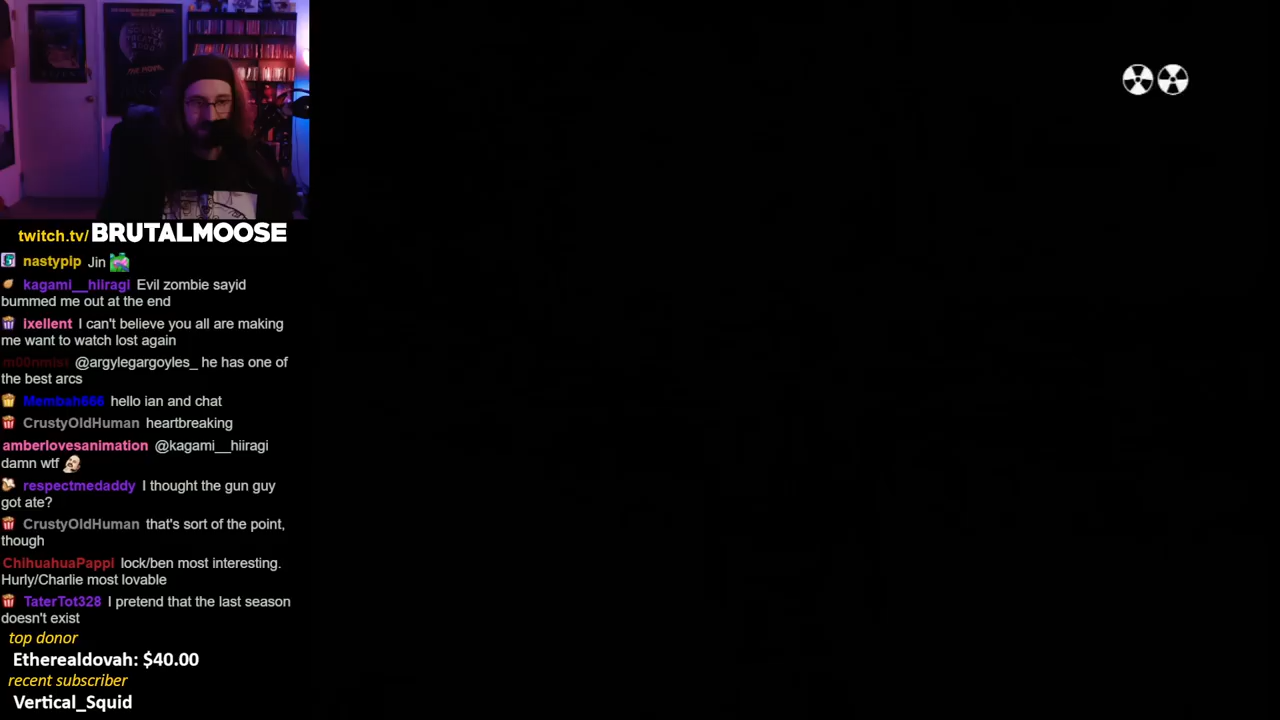 twitch.tv/BRUTALMOOSE
nastypip Jin
kagami__hiiragi Evil zombie sayid
bummed me out at the end
ixellent I can't believe you all are making
me want to watch lost again
@argylegargoyles_ he has one of
the best arcs
Membah666 hello ian and chat
CrustyOldHuman heartbreaking
amberlovesanimation @kagami__hiiragi
damn wtf
respectmedaddy I thought the gun guy
got ate?
CrustyOldHuman that's sort of the point,
though
ChihuahuaPappi lock/ben most interesting.
Hurly/Charlie most lovable
TaterTot328 I pretend that the last season
doesn't exist
top donor
Etherealdovah: $40.00
recent subscriber
Vertical_Squid